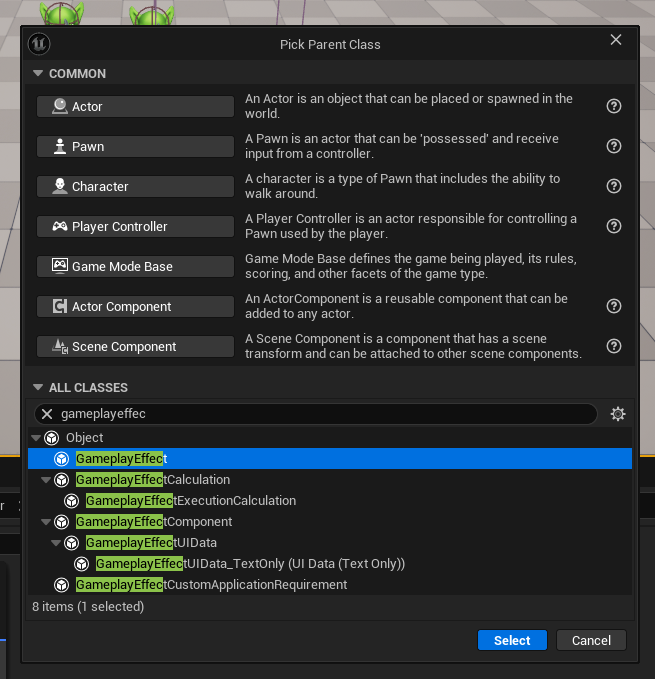 Pick Parent Class
COMMON
Actor
An Actor is an object that can be placed or spawned in the
world.
Pawn
A Pawn is an actor that can be 'possessed' and receive
input from a controller.
Character
A character is a type of Pawn that includes the ability to
walk around.
Player Controller
A Player Controller is an actor responsible for controlling a
Pawn used by the player.
Game Mode Base
Game Mode Base defines the game being played, its rules,
scoring, and other facets of the game type.
Actor Component
An ActorComponent is a reusable component that can be
added to any actor.
Scene Component
A Scene Component is a component that has a scene
transform and can be attached to other scene components.
ALL CLASSES
gameplayeffec
Object
GameplayEffect
GameplayEffectCalculation
GameplayEffectExecutionCalculation
GameplayEffectComponent
GameplayEffectUIData
GameplayEffectUIData_TextOnly (UI Data (Text Only))
GameplayEffectCustomApplicationRequirement
8 items (1 selected)
Select
Cancel